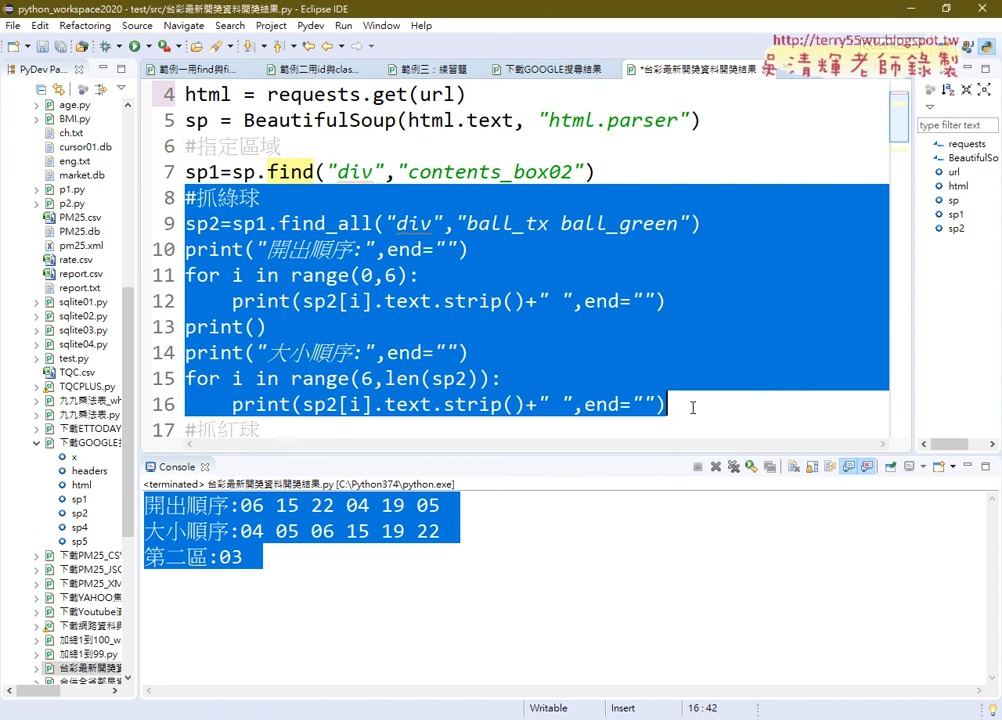 python_workspace2020 - test/src/台彩最新開獎資料開獎結果.py - Eclipse IDE
File Edit Refactoring Source Navigate Search Project Pydev Run Window Help
http://terry55wu.blogspot.tw
吳清輝老師錄製
PyDev Pa...
範例一用find與fi...
範例二用id與clas...
範例三：練習題
下載GOOGLE搜尋結果
*台彩最新開獎資料開獎結果
age.py
BMI.py
ch.txt
cursor01.db
eng.txt
market.db
p1.py
p2.py
PM25.csv
PM25.db
pm25.xml
rate.csv
report.csv
report.txt
sqlite01.py
sqlite02.py
sqlite03.py
sqlite04.py
test.py
TQC.csv
TQCPLUS.py
九九乘法表_wh
九九乘法表.py
下載ETTODAY
下載GOOGLE搜
x
headers
html
sp1
sp2
sp4
sp5
下載PM25_CSV
下載PM25_JSC
下載PM25_XM
下載YAHOO焦
下載Youtube溝
下載網路資料與
加總1到100_w
加總1到99.py
台彩最新開獎資
4 html = requests.get(url)
5 sp = BeautifulSoup(html.text, "html.parser")
6 #指定區域
7 sp1=sp.find("div","contents_box02")
8 #抓綠球
9 sp2=sp1.find_all("div","ball_tx ball_green")
10 print("開出順序:",end="")
11 for i in range(0,6):
12 print(sp2[i].text.strip()+" ",end="")
13 print()
14 print("大小順序:",end="")
15 for i in range(6,len(sp2)):
16 print(sp2[i].text.strip()+" ",end="")
17 #抓紅球
type filter text
requests
BeautifulSo
url
html
sp
sp1
sp2
Console
<terminated> 台彩最新開獎資料開獎結果.py [C:\Python374\python.exe]
開出順序:06 15 22 04 19 05
大小順序:04 05 06 15 19 22
第二區:03
Writable Insert 16 : 42